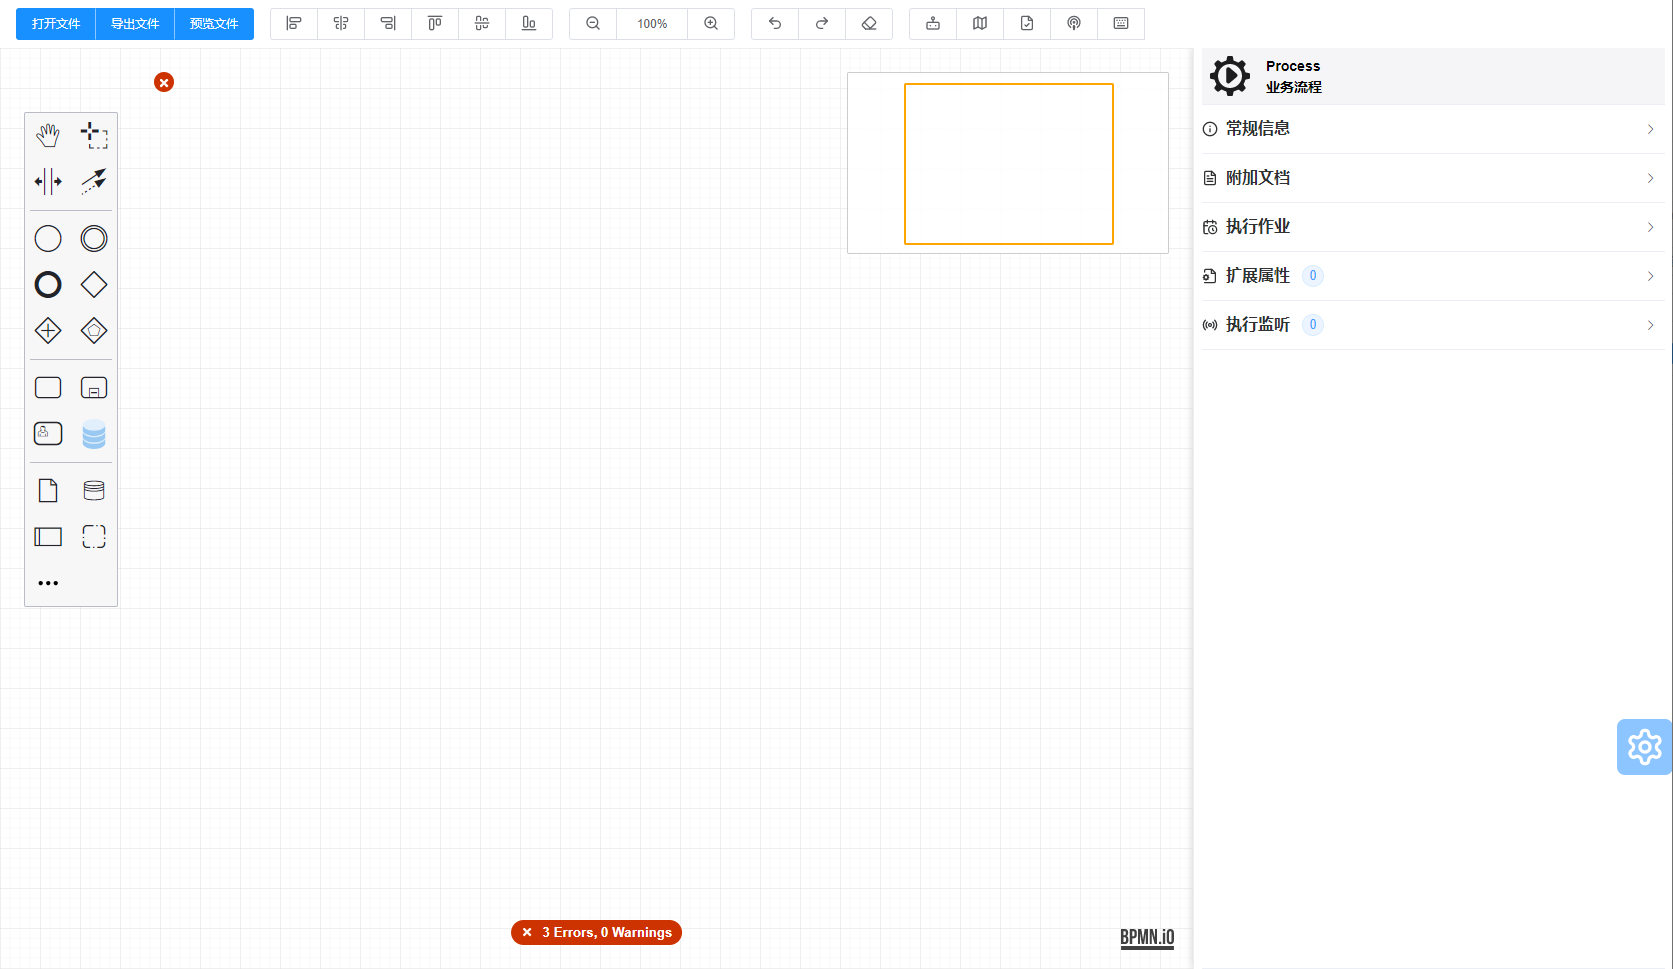 打开文件
导出文件
预览文件
100%
Process
业务流程
常规信息
附加文档
执行作业
扩展属性 0
执行监听 0
3 Errors, 0 Warnings
BPMN.iO